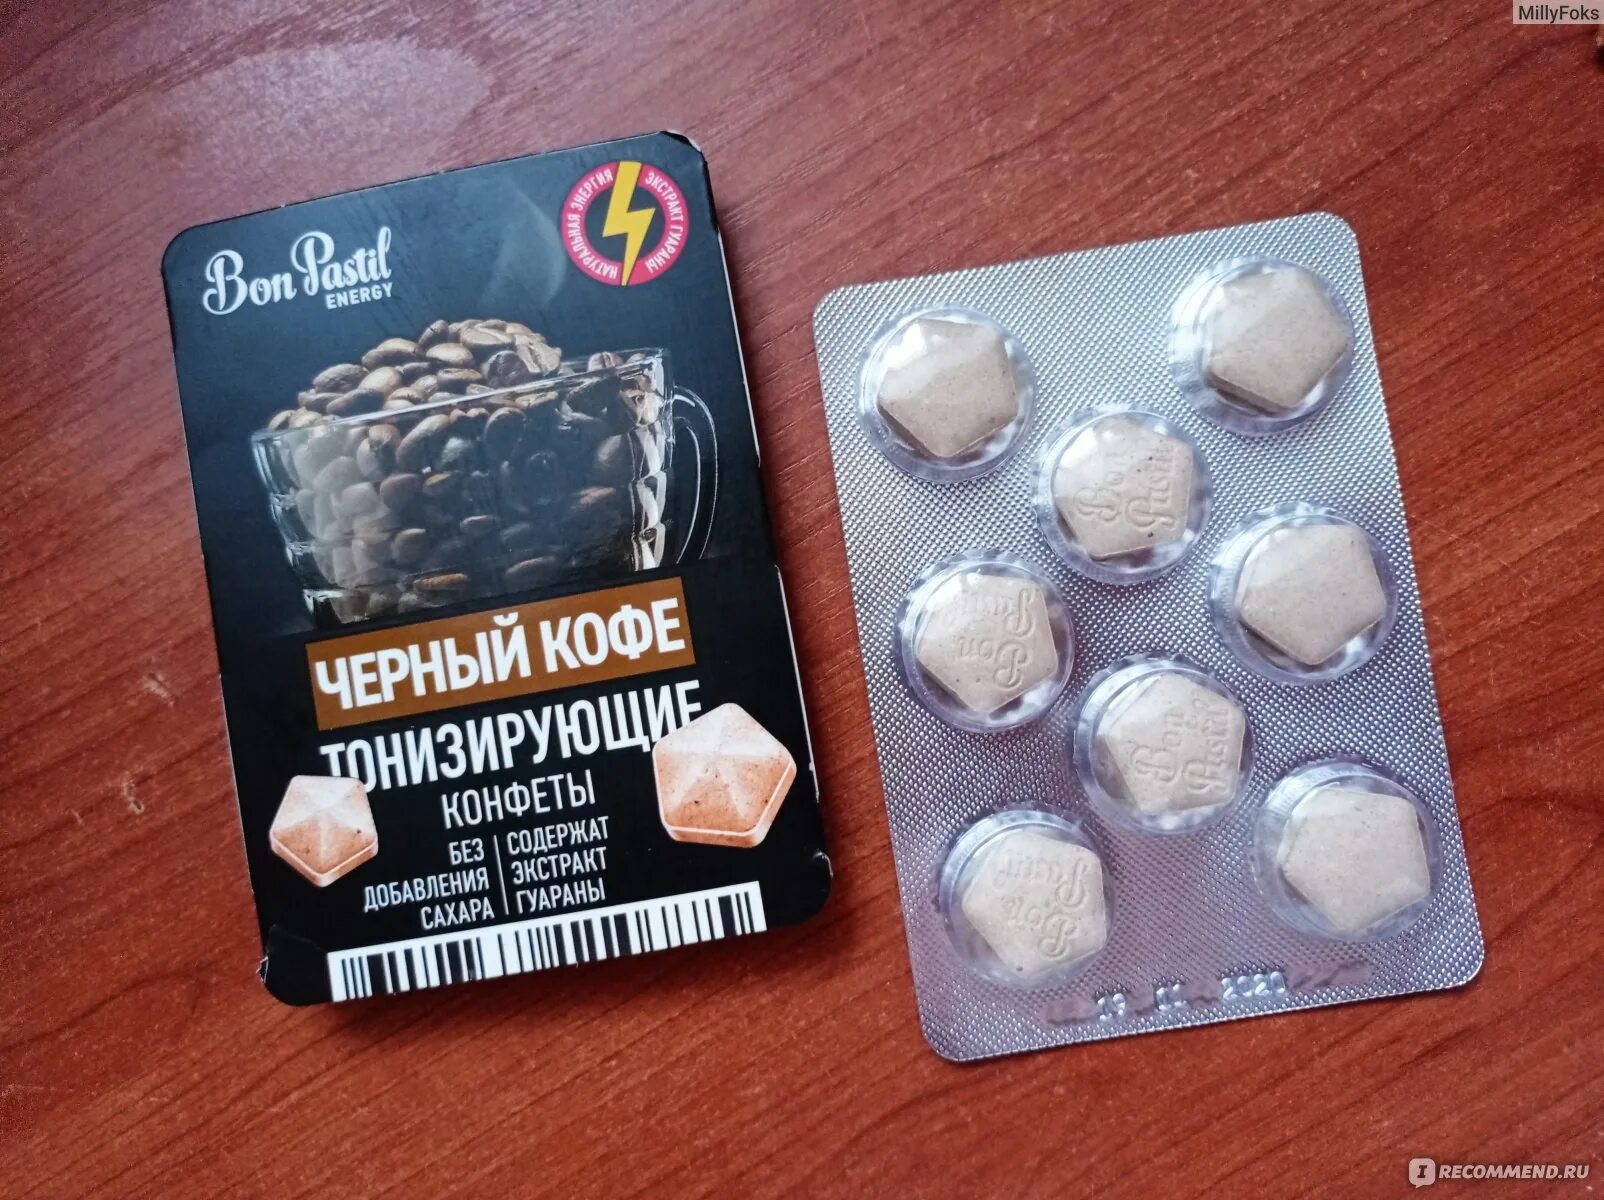 MillyFoks
Bon Pastil
ENERGY
НАТУРАЛЬНАЯ ЭНЕРГИЯ
ЭКСТРАКТ ГУАРАНЫ
ЧЕРНЫЙ КОФЕ
ТОНИЗИРУЮЩИЕ
КОНФЕТЫ
БЕЗ
ДОБАВЛЕНИЯ
САХАРА
СОДЕРЖАТ
ЭКСТРАКТ
ГУАРАНЫ
Bon
Pastil
Bon
Pastil
Bon
Pastil
Bon
Pastil
19 11 2020
IRECOMMEND.RU